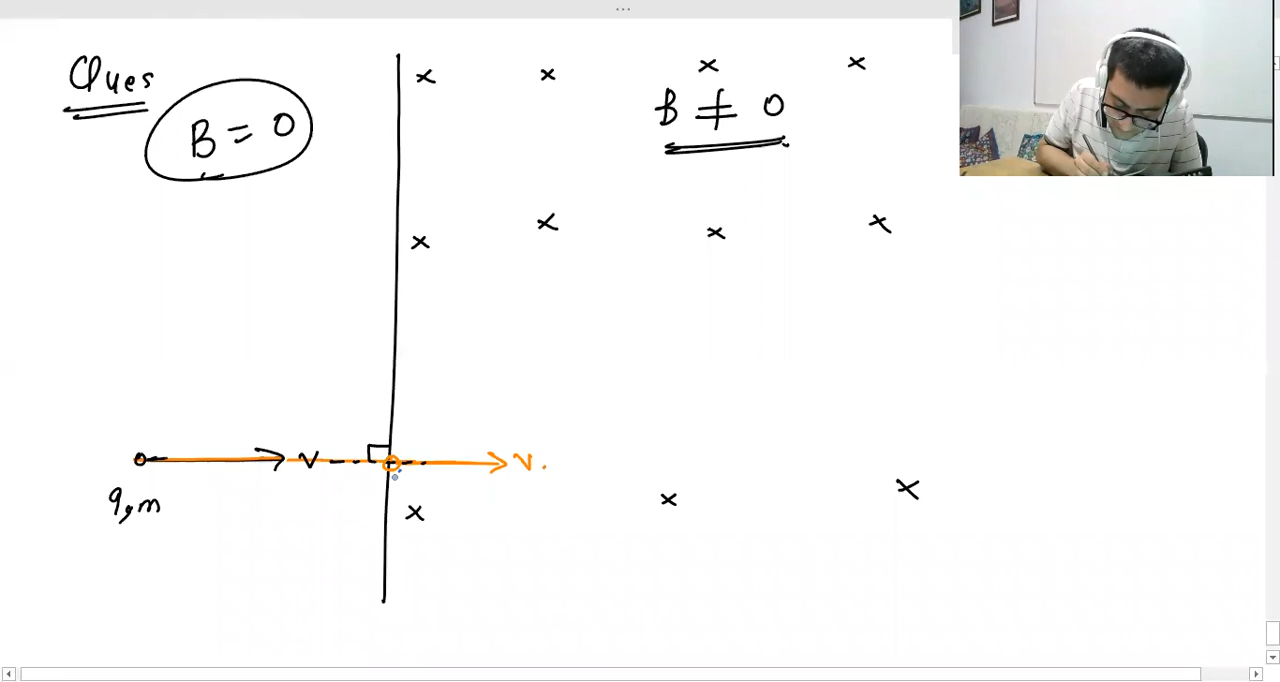 Ques
B = 0
B ≠ 0
v
v.
q, m